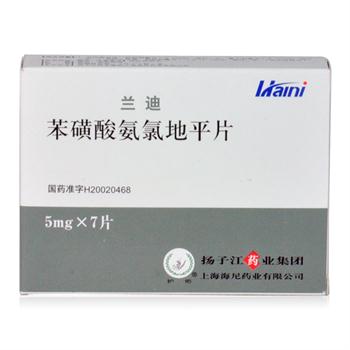 Haini
兰迪
苯磺酸氨氯地平片
国药准字H20020468
5mg×7片
护佑
扬子江药业集团
上海海尼药业有限公司